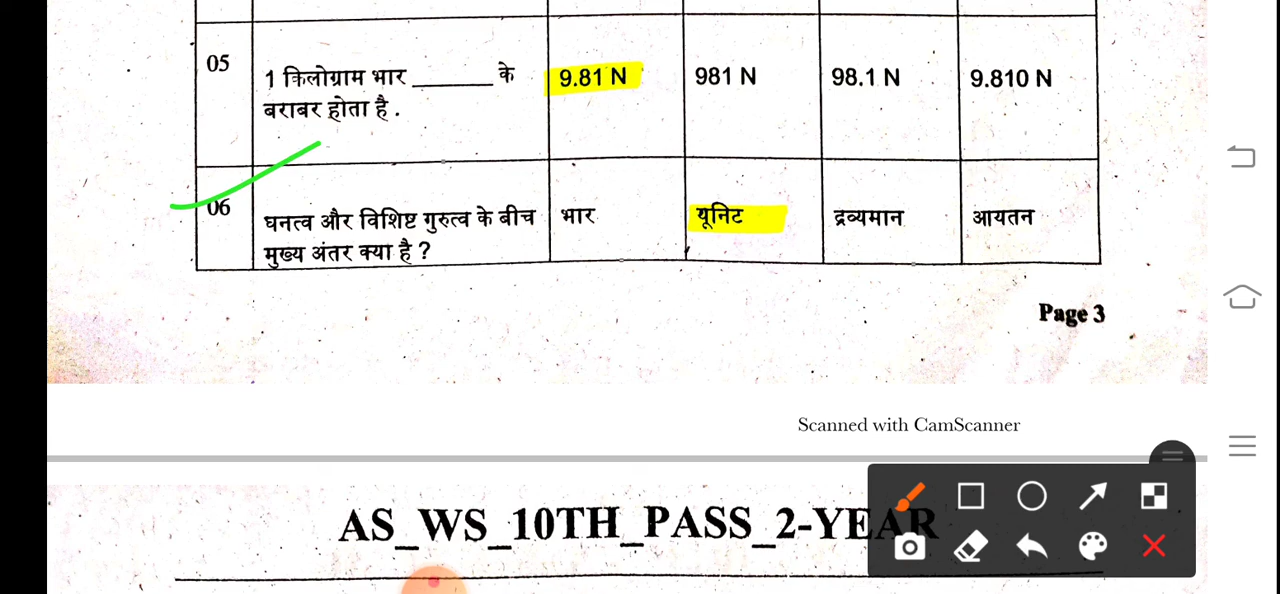 05
1 किलोग्राम भार ______ के
बराबर होता है .
9.81 N
981 N
98.1 N
9.810 N
06
घनत्व और विशिष्ट गुरुत्व के बीच
मुख्य अंतर क्या है ?
भार
यूनिट
द्रव्यमान
आयतन
Page 3
Scanned with CamScanner
AS_WS_10TH_PASS_2-YEAR